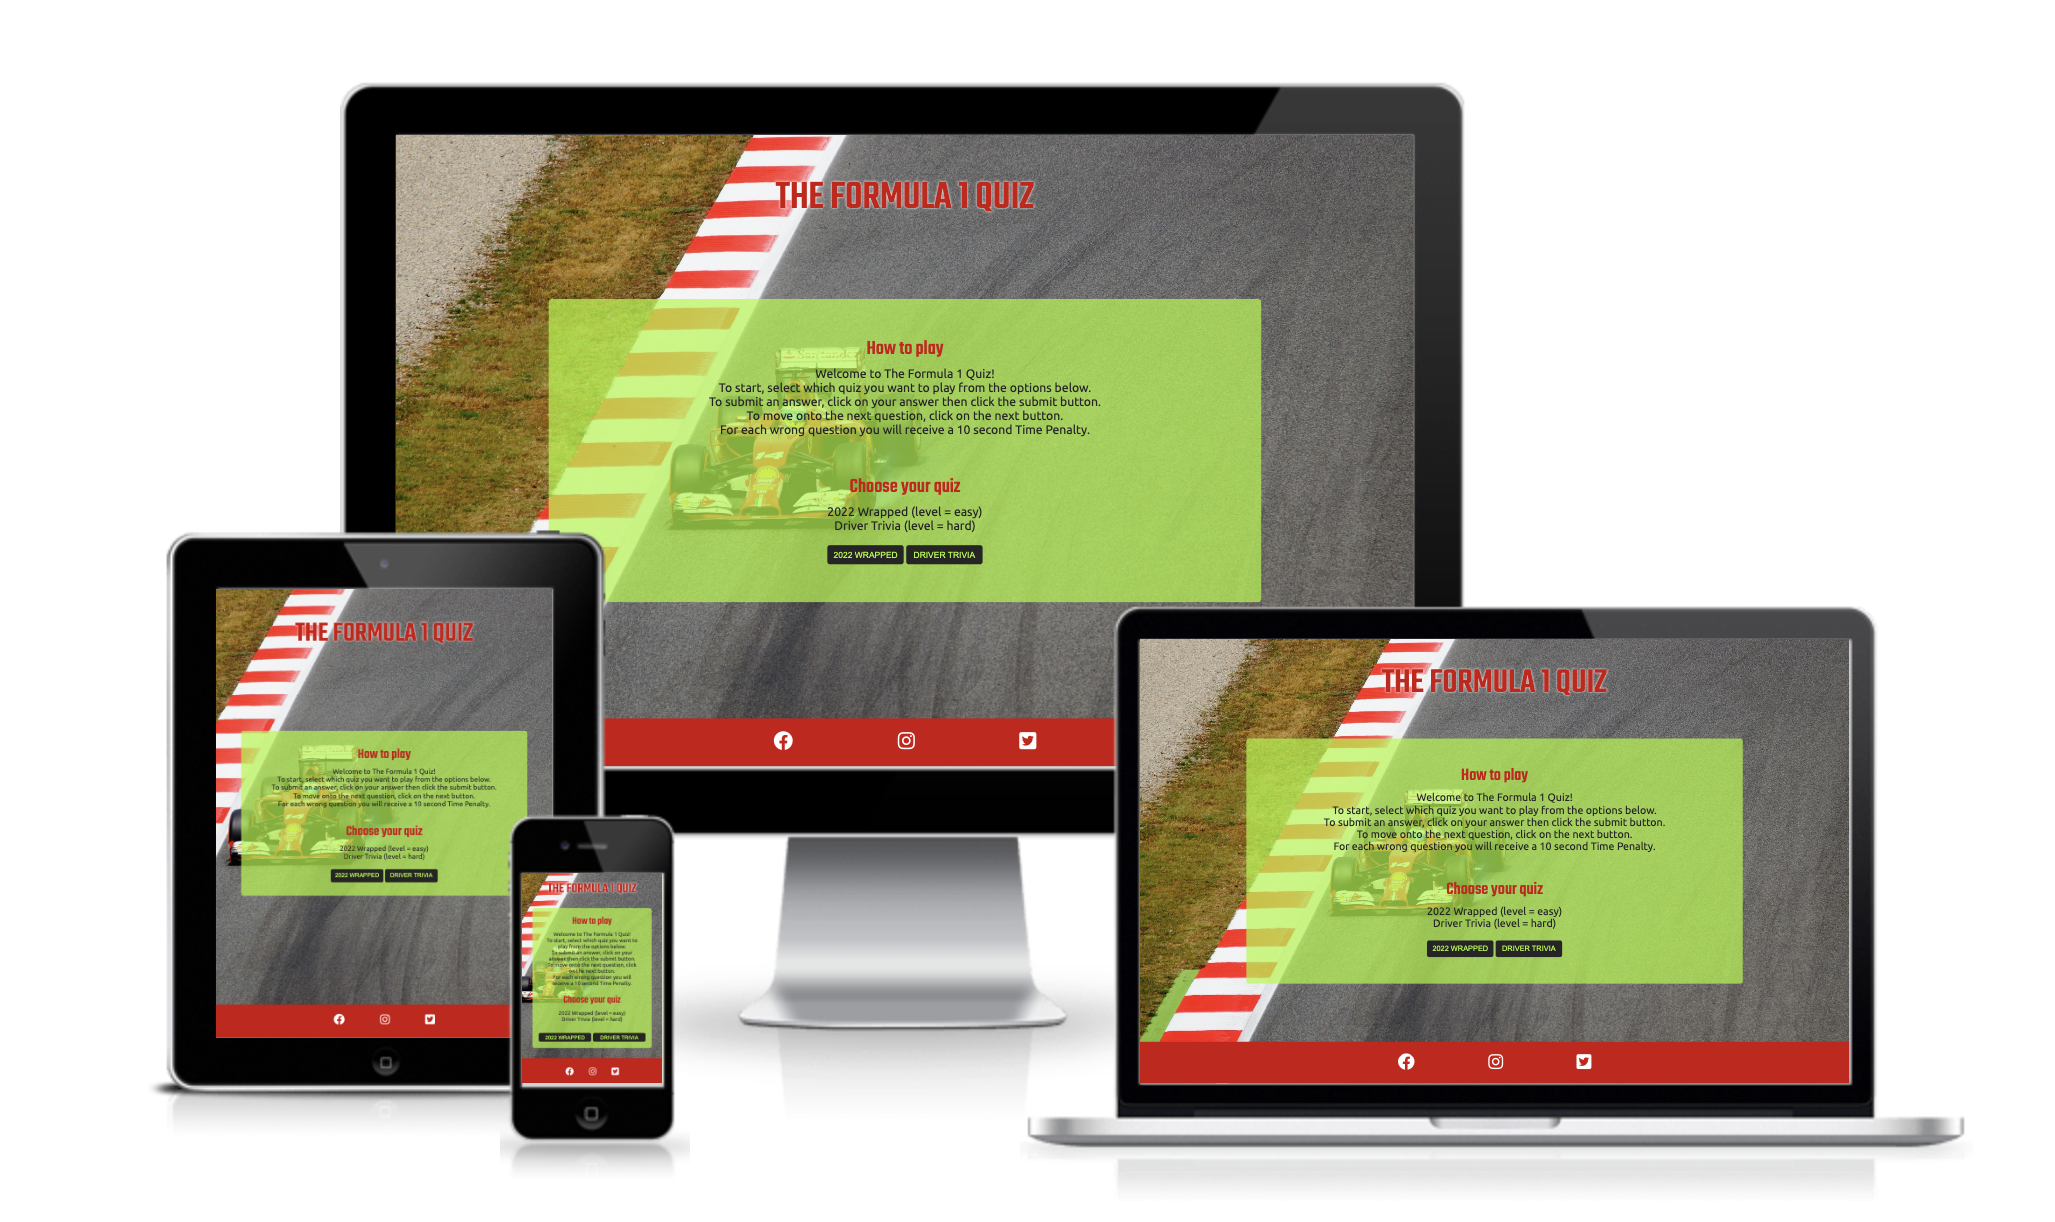 THE FORMULA 1 QUIZ
Santander
How to play
Welcome to The Formula 1 Quiz!
To start, select which quiz you want to play from the options below.
To submit an answer, click on your answer then click the submit button.
To move onto the next question, click on the next button.
For each wrong question you will receive a 10 second Time Penalty.
14
Choose your quiz
2022 Wrapped (level = easy)
Driver Trivia (level = hard)
2022 WRAPPED DRIVER TRIVIA
THE FORMULA 1 QUIZ
How to play
Welcome to The Formula 1 Quiz!
To start, select which quiz you want to play from the options below.
To submit an answer, click on your answer then click the submit button.
To move onto the next question, click on the next button.
For each wrong question you will receive a 10 second Time Penalty.
Choose your quiz
2022 Wrapped (level = easy)
Driver Trivia (level = hard)
2022 WRAPPED DRIVER TRIVIA
THE FORMULA 1 QUIZ
How to play
Welcome to The Formula 1 Quiz!
To start, select which quiz you want to
play from the options below.
To submit an answer, click on your
answer then click the submit button.
To move onto the next question, click
on the next button.
For each wrong question you will
receive a 10 second Time Penalty.
Choose your quiz
2022 Wrapped (level = easy)
Driver Trivia (level = hard)
2022 WRAPPED DRIVER TRIVIA
THE FORMULA 1 QUIZ
How to play
Welcome to The Formula 1 Quiz!
To start, select which quiz you want to play from the options below.
To submit an answer, click on your answer then click the submit button.
To move onto the next question, click on the next button.
For each wrong question you will receive a 10 second Time Penalty.
Choose your quiz
2022 Wrapped (level = easy)
Driver Trivia (level = hard)
2022 WRAPPED DRIVER TRIVIA